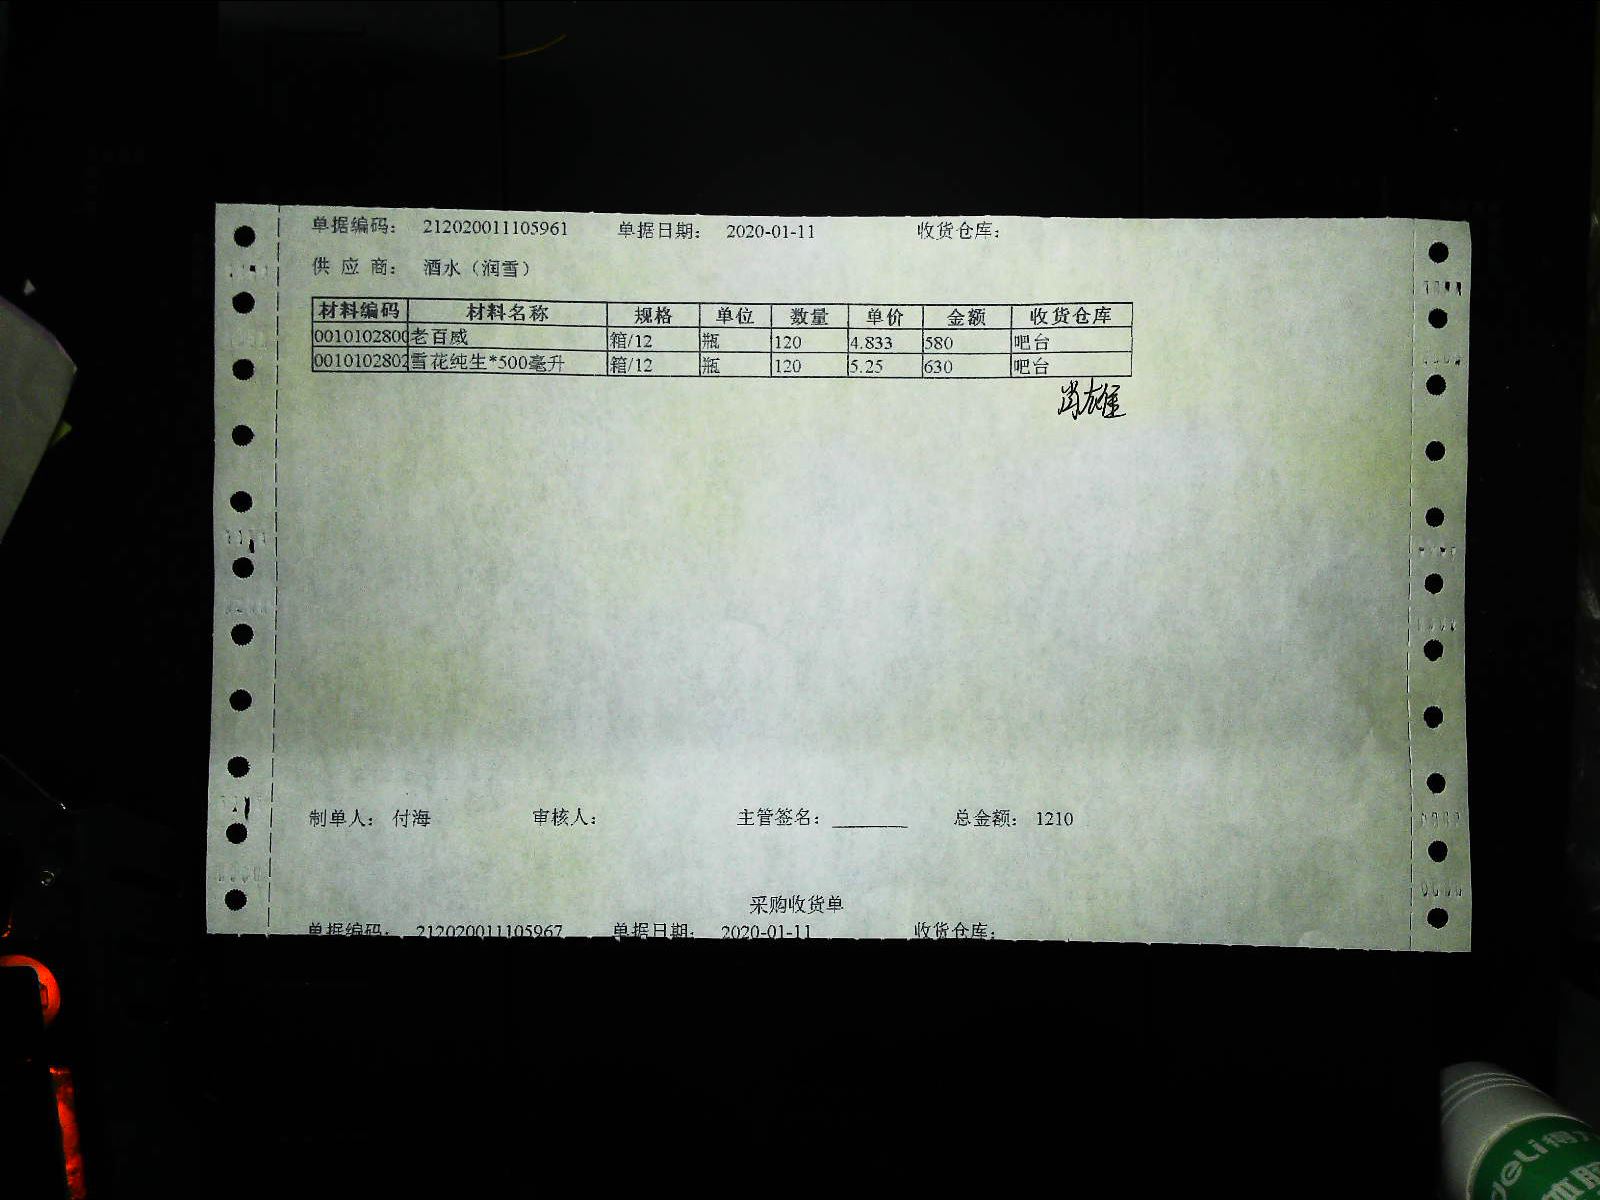 单据编码： 212020011105961 单据日期： 2020-01-11 收货仓库：
供 应 商： 酒水（润雪）
材料编码 材料名称 规格 单位 数量 单价 金额 收货仓库
0010102800 老百威 箱/12 瓶 120 4.833 580 吧台
0010102802 雪花纯生*500毫升 箱/12 瓶 120 5.25 630 吧台
制单人： 付海 审核人： 主管签名： ________ 总金额： 1210
采购收货单
单据编码： 212020011105967 单据日期： 2020-01-11 收货仓库：